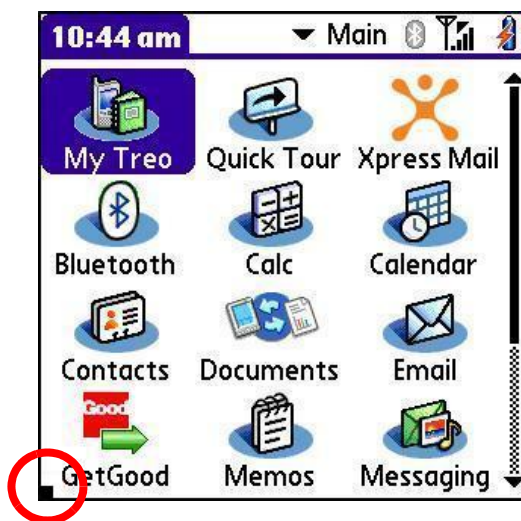 10:44 am Main
My Treo Quick Tour Xpress Mail
Bluetooth Calc Calendar
Contacts Documents Email
Good
GetGood Memos Messaging